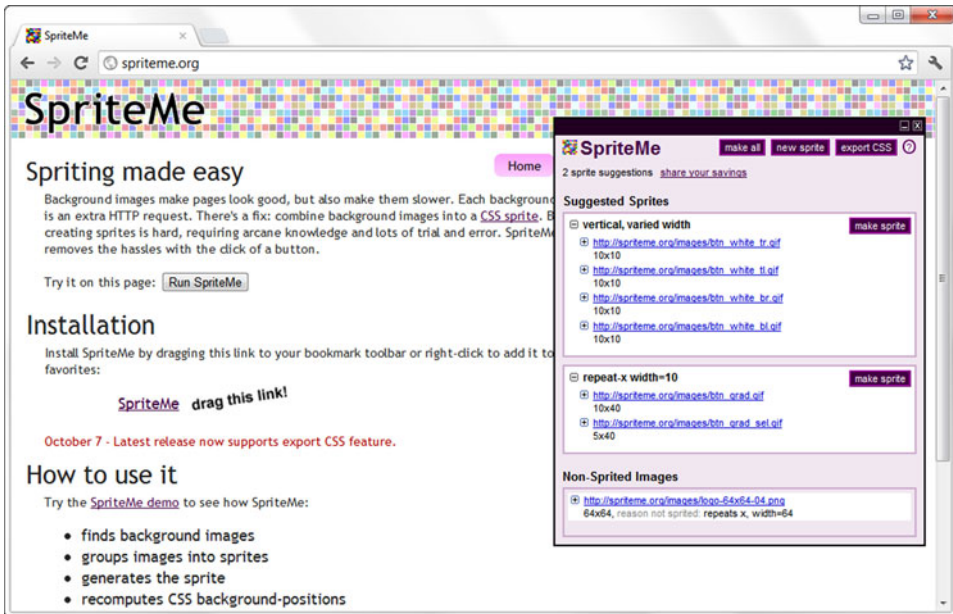 SpriteMe
spriteme.org
SpriteMe
Home
Spriting made easy
Background images make pages look good, but also make them slower. Each background
is an extra HTTP request. There's a fix: combine background images into a CSS sprite. B
creating sprites is hard, requiring arcane knowledge and lots of trial and error. SpriteMe
removes the hassles with the click of a button.
Try it on this page: Run SpriteMe
Installation
Install SpriteMe by dragging this link to your bookmark toolbar or right-click to add it to
favorites:
SpriteMe drag this link!
October 7 - Latest release now supports export CSS feature.
How to use it
Try the SpriteMe demo to see how SpriteMe:
• finds background images
• groups images into sprites
• generates the sprite
• recomputes CSS background-positions
SpriteMe make all new sprite export CSS ?
2 sprite suggestions share your savings
Suggested Sprites
vertical, varied width make sprite
http://spriteme.org/images/btn_white_tr.gif
10x10
http://spriteme.org/images/btn_white_tl.gif
10x10
http://spriteme.org/images/btn_white_br.gif
10x10
http://spriteme.org/images/btn_white_bl.gif
10x10
repeat-x width=10 make sprite
http://spriteme.org/images/btn_grad.gif
10x40
http://spriteme.org/images/btn_grad_sel.gif
5x40
Non-Sprited Images
http://spriteme.org/images/logo-64x64-04.png
64x64, reason not sprited: repeats x, width=64